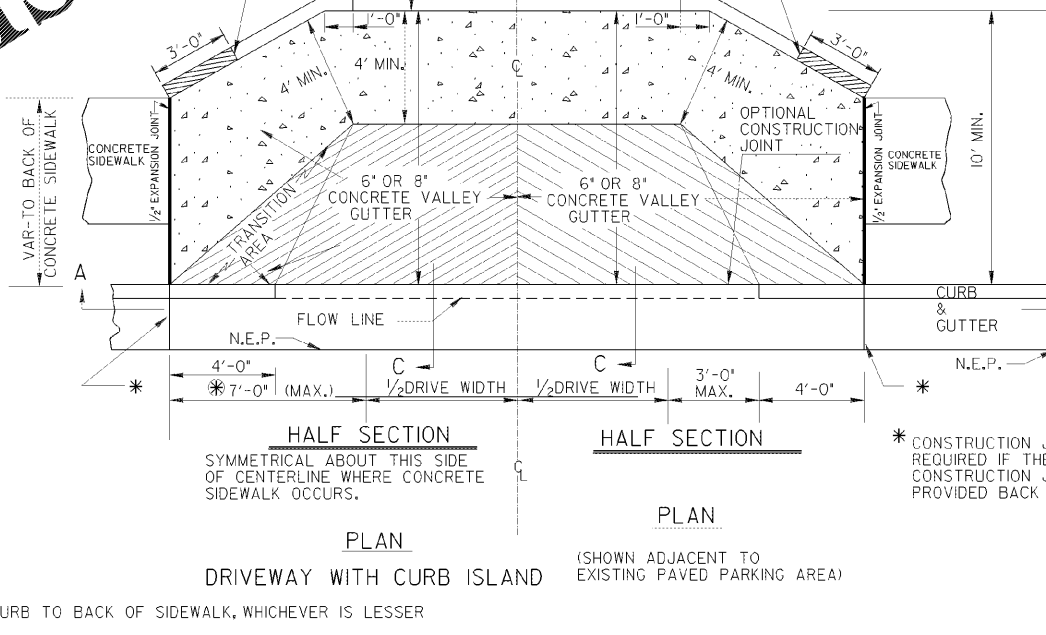 3'-0"
1'-0"
1'-0"
3'-0"
4' MIN.
4' MIN.
℄
4' MIN.
OPTIONAL
CONSTRUCTION
JOINT
VAR-TO BACK OF
CONCRETE SIDEWALK
CONCRETE
SIDEWALK
1/2" EXPANSION JOINT
1/2" EXPANSION JOINT
CONCRETE
SIDEWALK
10' MIN.
6" OR 8"
CONCRETE VALLEY
GUTTER
6" OR 8"
CONCRETE VALLEY
GUTTER
TRANSITION
AREA
A
FLOW LINE
CURB
&
GUTTER
N.E.P.
N.E.P.
C
C
*
*
4'-0"
⊛ 7'-0" (MAX.)
1/2 DRIVE WIDTH
1/2 DRIVE WIDTH
3'-0"
MAX.
4'-0"
HALF SECTION
SYMMETRICAL ABOUT THIS SIDE
OF CENTERLINE WHERE CONCRETE
SIDEWALK OCCURS.
℄
HALF SECTION
* CONSTRUCTION J
REQUIRED IF THE
CONSTRUCTION J
PROVIDED BACK
PLAN
DRIVEWAY WITH CURB ISLAND
PLAN
(SHOWN ADJACENT TO
EXISTING PAVED PARKING AREA)
URB TO BACK OF SIDEWALK, WHICHEVER IS LESSER